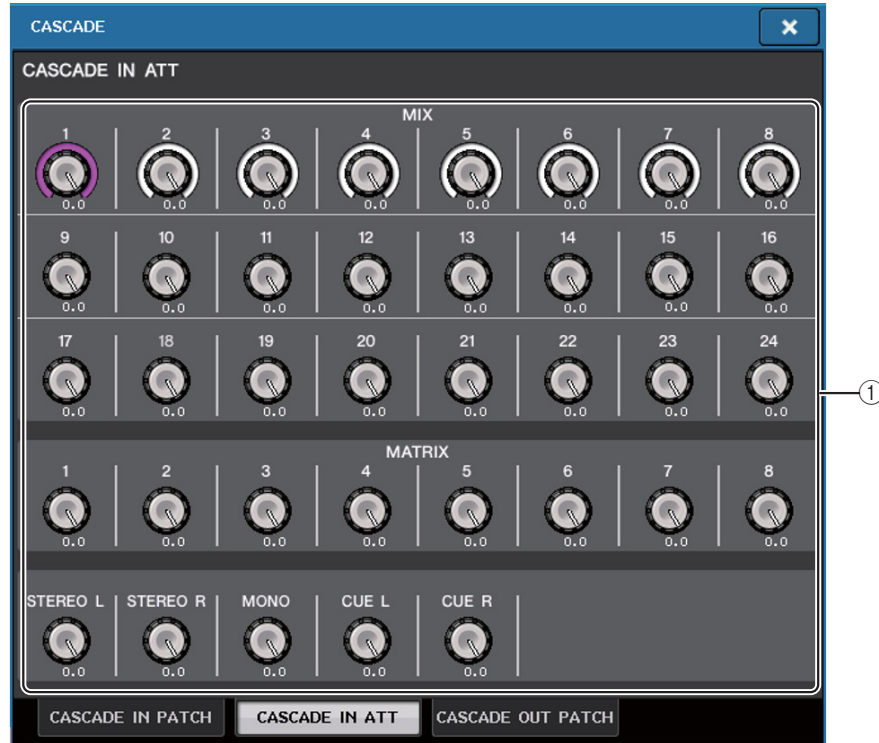 CASCADE
CASCADE IN ATT
MIX
1 2 3 4 5 6 7 8
0.0 0.0 0.0 0.0 0.0 0.0 0.0 0.0
9 10 11 12 13 14 15 16
0.0 0.0 0.0 0.0 0.0 0.0 0.0 0.0
17 18 19 20 21 22 23 24
0.0 0.0 0.0 0.0 0.0 0.0 0.0 0.0
①
MATRIX
1 2 3 4 5 6 7 8
0.0 0.0 0.0 0.0 0.0 0.0 0.0 0.0
STEREO L STEREO R MONO CUE L CUE R
0.0 0.0 0.0 0.0 0.0
CASCADE IN PATCH CASCADE IN ATT CASCADE OUT PATCH